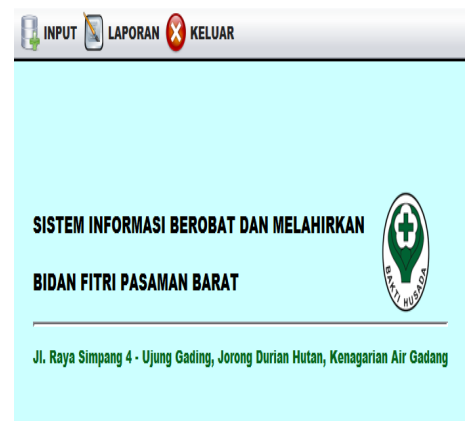 INPUT LAPORAN KELUAR
SISTEM INFORMASI BEROBAT DAN MELAHIRKAN
BIDAN FITRI PASAMAN BARAT
BAKTI HUSADA
Jl. Raya Simpang 4 - Ujung Gading, Jorong Durian Hutan, Kenagarian Air Gadang